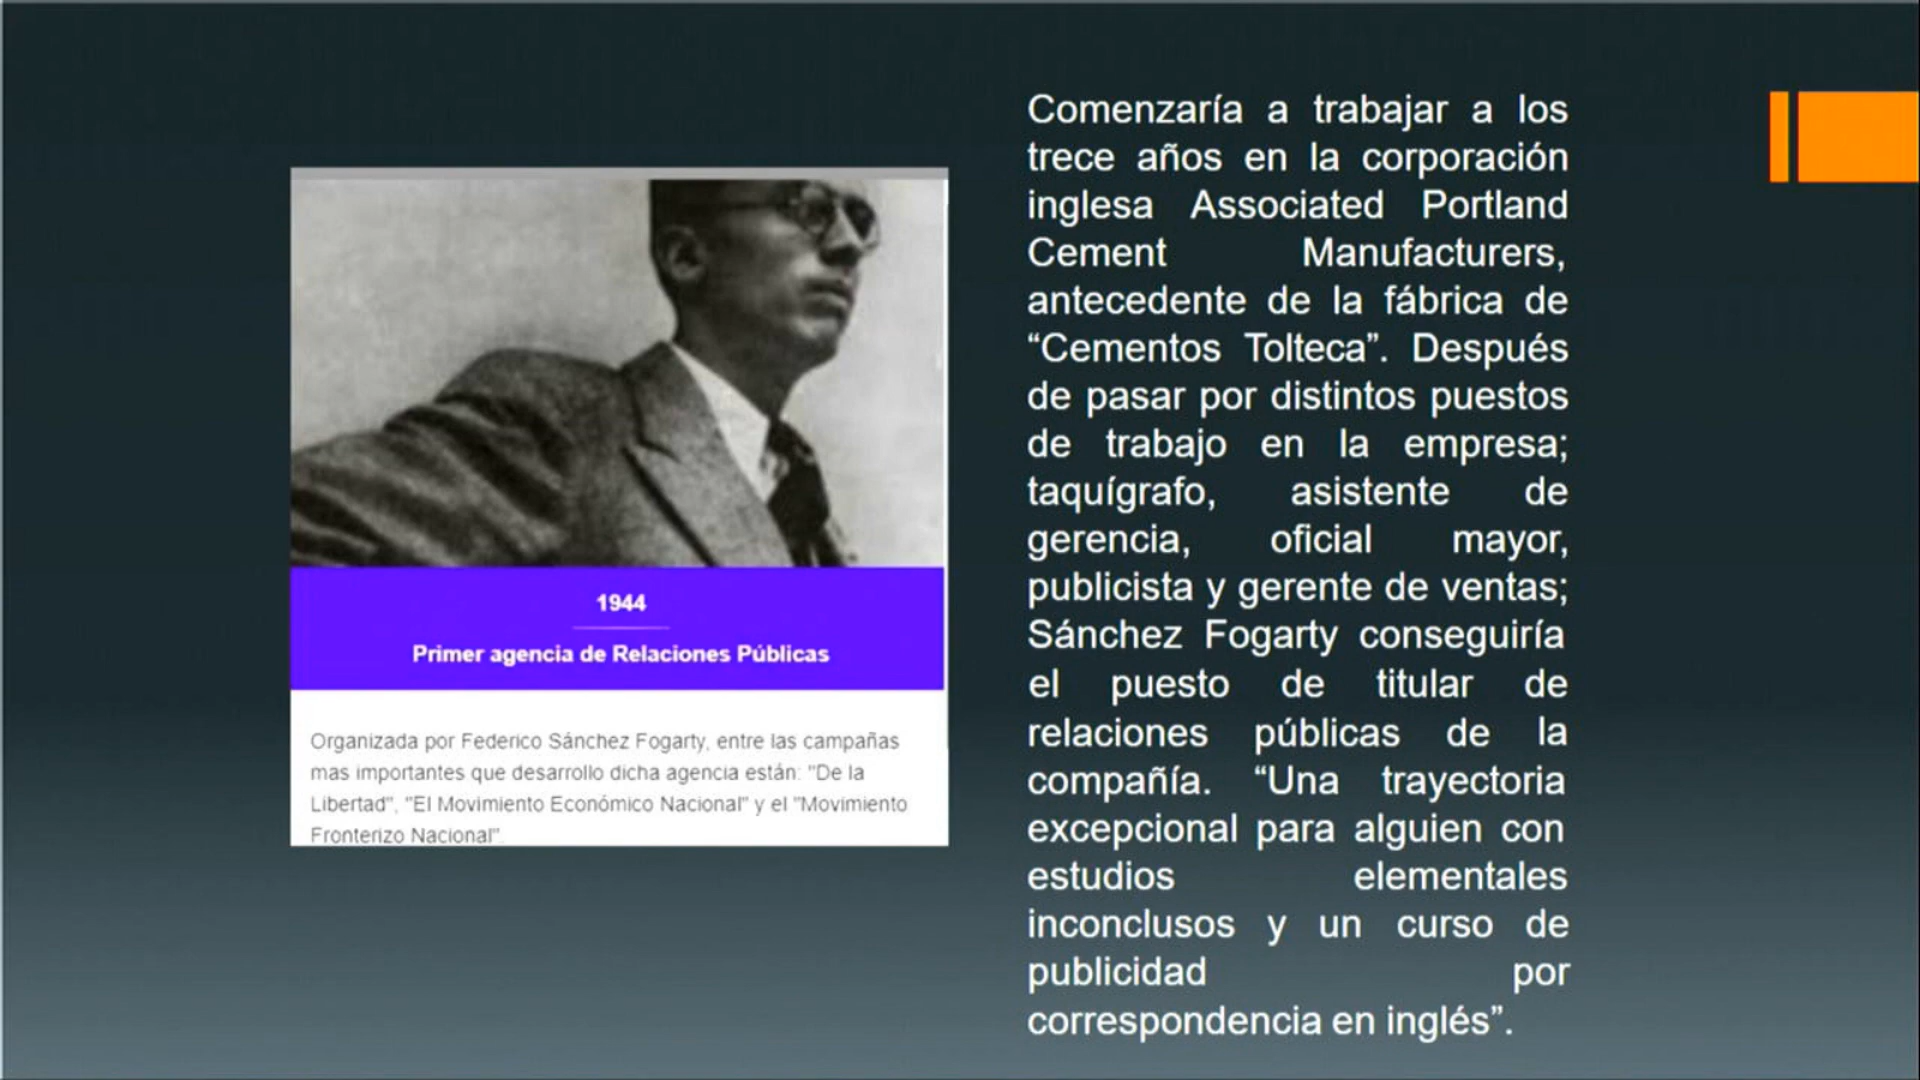 1944
Primer agencia de Relaciones Públicas
Organizada por Federico Sánchez Fogarty, entre las campañas
mas importantes que desarrollo dicha agencia están: "De la
Libertad", "El Movimiento Económico Nacional" y el "Movimiento
Fronterizo Nacional".
Comenzaría a trabajar a los
trece años en la corporación
inglesa Associated Portland
Cement Manufacturers,
antecedente de la fábrica de
“Cementos Tolteca”. Después
de pasar por distintos puestos
de trabajo en la empresa;
taquígrafo, asistente de
gerencia, oficial mayor,
publicista y gerente de ventas;
Sánchez Fogarty conseguiría
el puesto de titular de
relaciones públicas de la
compañía. “Una trayectoria
excepcional para alguien con
estudios elementales
inconclusos y un curso de
publicidad por
correspondencia en inglés”.